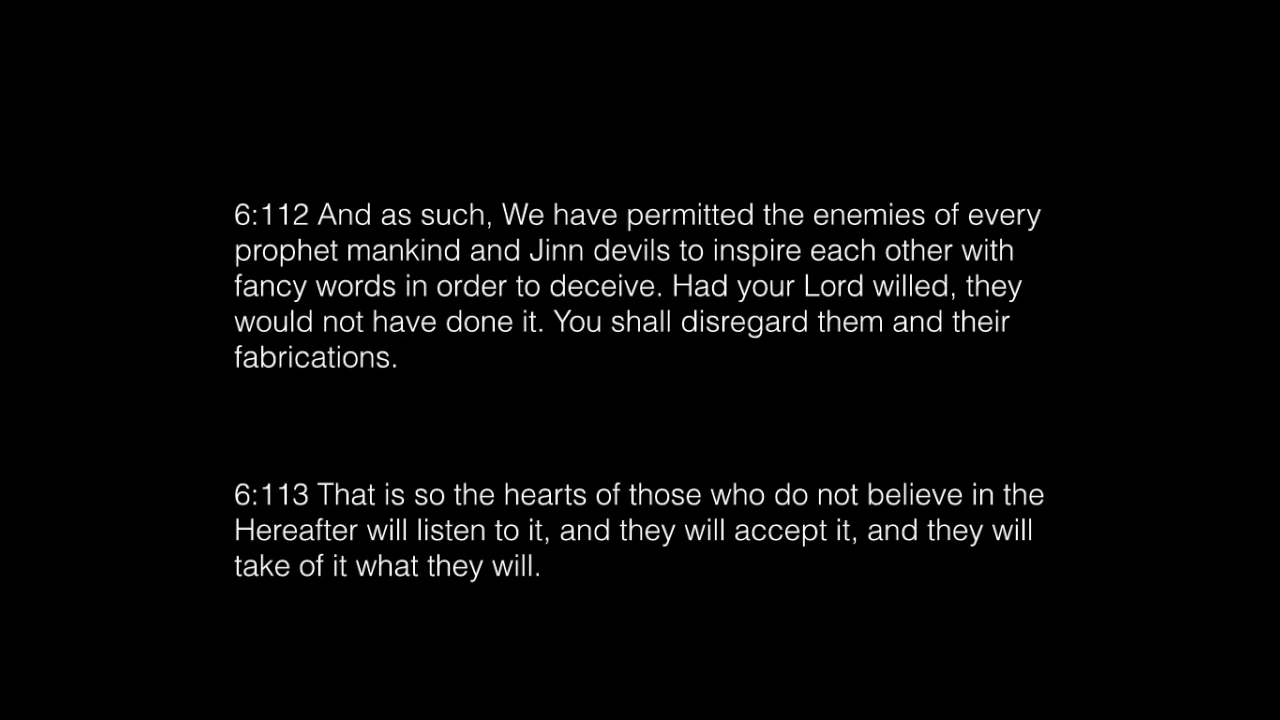 6:112 And as such, We have permitted the enemies of every
prophet mankind and Jinn devils to inspire each other with
fancy words in order to deceive. Had your Lord willed, they
would not have done it. You shall disregard them and their
fabrications.
6:113 That is so the hearts of those who do not believe in the
Hereafter will listen to it, and they will accept it, and they will
take of it what they will.